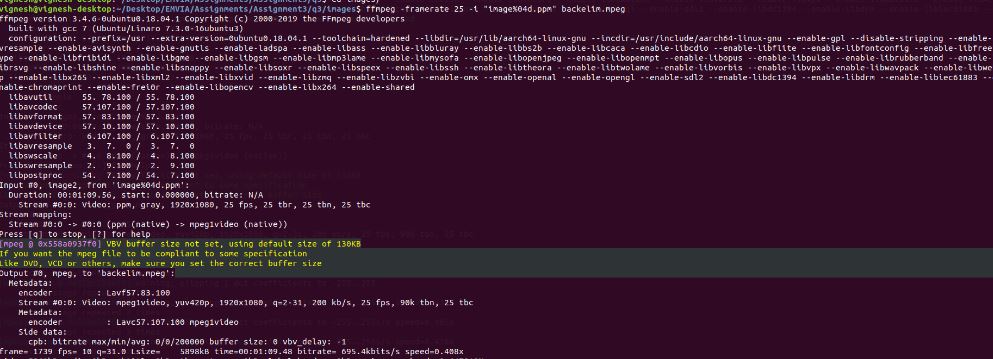 vignesh@vignesh-desktop:~/Desktop/EMVIA/Assignments/Assignments/q3/images$ ffmpeg -framerate 25 -i "image%04d.ppm" backelim.mpeg
ffmpeg version 3.4.6-0ubuntu0.18.04.1 Copyright (c) 2000-2019 the FFmpeg developers
  built with gcc 7 (Ubuntu/Linaro 7.3.0-16ubuntu3)
  configuration: --prefix=/usr --extra-version=0ubuntu0.18.04.1 --toolchain=hardened --libdir=/usr/lib/aarch64-linux-gnu --incdir=/usr/include/aarch64-linux-gnu --enable-gpl --disable-stripping --enable-a
vresample --enable-avisynth --enable-gnutls --enable-ladspa --enable-libass --enable-libbluray --enable-libbs2b --enable-libcaca --enable-libcdio --enable-libflite --enable-libfontconfig --enable-libfree
ype --enable-libfribidi --enable-libgme --enable-libgsm --enable-libmp3lame --enable-libmysofa --enable-libopenjpeg --enable-libopenmpt --enable-libopus --enable-libpulse --enable-librubberband --enable-
ibrsvg --enable-libshine --enable-libsnappy --enable-libsoxr --enable-libspeex --enable-libssh --enable-libtheora --enable-libtwolame --enable-libvorbis --enable-libvpx --enable-libwavpack --enable-libwe
p --enable-libx265 --enable-libxml2 --enable-libxvid --enable-libzmq --enable-libzvbi --enable-omx --enable-openal --enable-opengl --enable-sdl2 --enable-libdc1394 --enable-libdrm --enable-libiec61883 --
nable-chromaprint --enable-frei0r --enable-libopencv --enable-libx264 --enable-shared
  libavutil      55. 78.100 / 55. 78.100
  libavcodec     57.107.100 / 57.107.100
  libavformat    57. 83.100 / 57. 83.100
  libavdevice    57. 10.100 / 57. 10.100
  libavfilter     6.107.100 /  6.107.100
  libavresample   3.  7.  0 /  3.  7.  0
  libswscale      4.  8.100 /  4.  8.100
  libswresample   2.  9.100 /  2.  9.100
  libpostproc    54.  7.100 / 54.  7.100
Input #0, image2, from 'image%04d.ppm':
  Duration: 00:01:09.56, start: 0.000000, bitrate: N/A
    Stream #0:0: Video: ppm, gray, 1920x1080, 25 fps, 25 tbr, 25 tbn, 25 tbc
Stream mapping:
  Stream #0:0 -> #0:0 (ppm (native) -> mpeg1video (native))
Press [q] to stop, [?] for help
[mpeg @ 0x558a0937f0] VBV buffer size not set, using default size of 130KB
If you want the mpeg file to be compliant to some specification
Like DVD, VCD or others, make sure you set the correct buffer size
Output #0, mpeg, to 'backelim.mpeg':
  Metadata:
    encoder         : Lavf57.83.100
    Stream #0:0: Video: mpeg1video, yuv420p, 1920x1080, q=2-31, 200 kb/s, 25 fps, 90k tbn, 25 tbc
    Metadata:
      encoder         : Lavc57.107.100 mpeg1video
    Side data:
      cpb: bitrate max/min/avg: 0/0/200000 buffer size: 0 vbv_delay: -1
frame= 1739 fps= 10 q=31.0 Lsize=    5898kB time=00:01:09.48 bitrate= 695.4kbits/s speed=0.408x